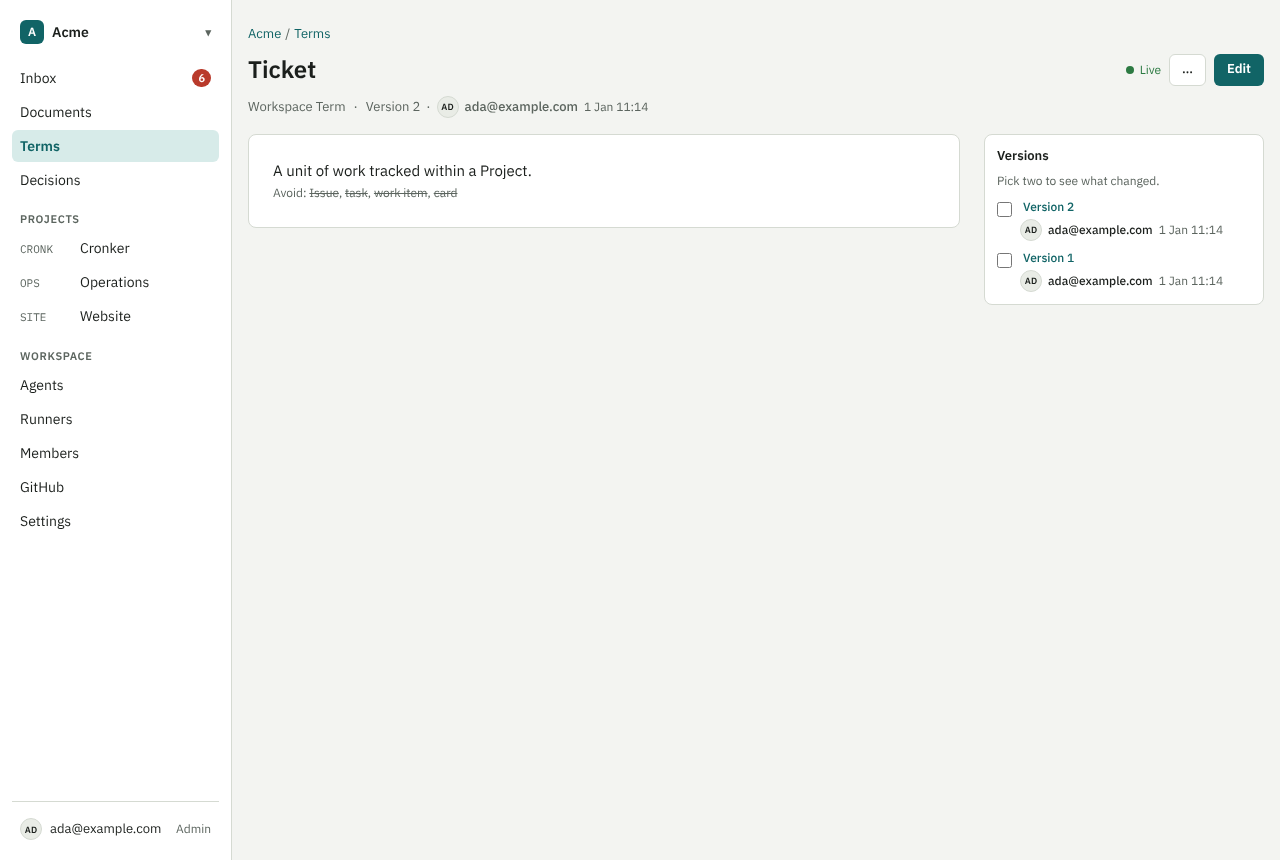 A Acme ▾
Inbox 6
Documents
Terms
Decisions
PROJECTS
CRONK Cronker
OPS Operations
SITE Website
WORKSPACE
Agents
Runners
Members
GitHub
Settings
AD ada@example.com Admin
Acme / Terms
Ticket
Live ... Edit
Workspace Term · Version 2 · AD ada@example.com 1 Jan 11:14
A unit of work tracked within a Project.
Avoid: Issue, task, work item, card
Versions
Pick two to see what changed.
Version 2
AD ada@example.com 1 Jan 11:14
Version 1
AD ada@example.com 1 Jan 11:14